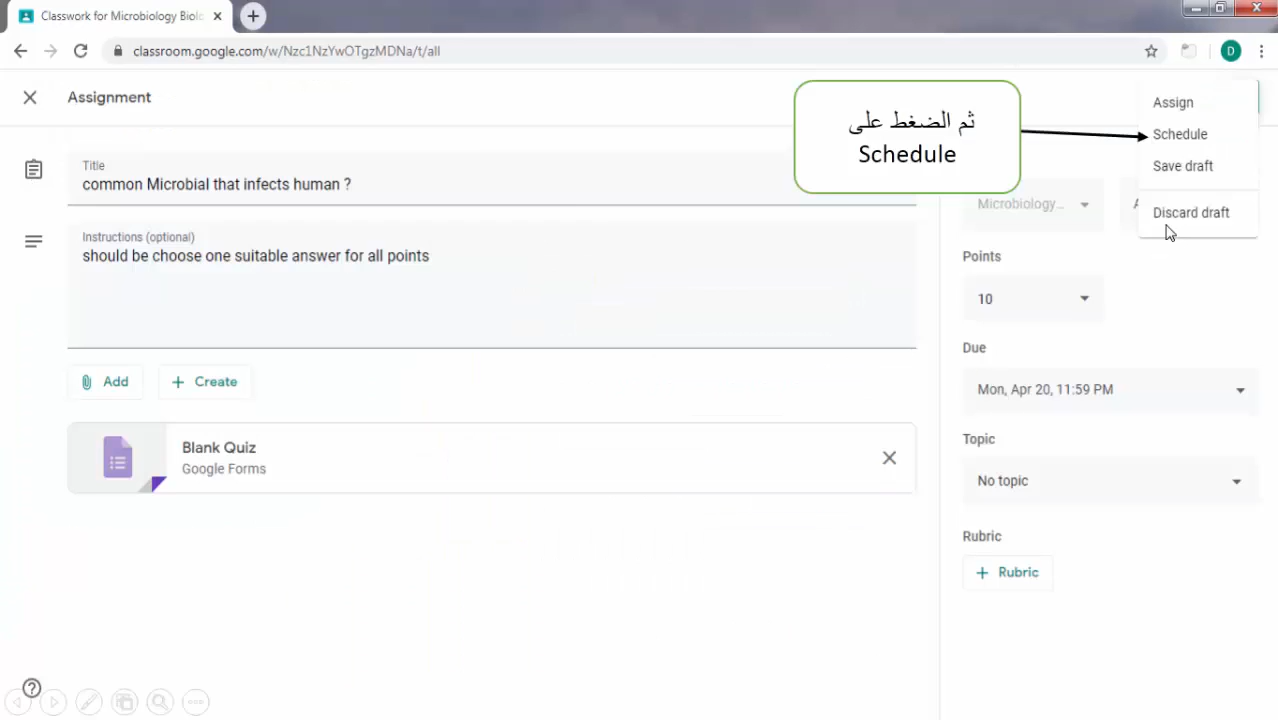 Classwork for Microbiology Biolo
classroom.google.com/w/Nzc1NzYwOTgzMDNa/t/all
D
Assignment
ثم الضغط على
Schedule
Assign
Schedule
Save draft
Discard draft
Title
common Microbial that infects human ?
Microbiology...
Instructions (optional)
should be choose one suitable answer for all points
Points
10
Due
Mon, Apr 20, 11:59 PM
Add
Create
Topic
No topic
Blank Quiz
Google Forms
Rubric
Rubric